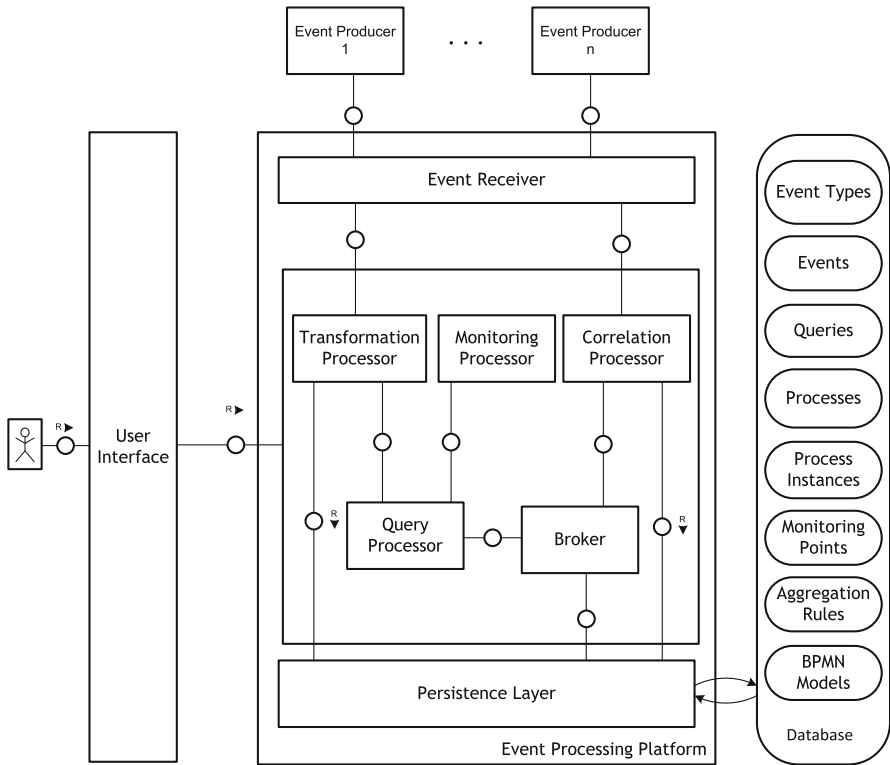 Event Producer
1
. . .
Event Producer
n
Event Receiver
Transformation
Processor
Monitoring
Processor
Correlation
Processor
R
R
User
Interface
R
R
Query
Processor
Broker
Persistence Layer
Event Processing Platform
Event Types
Events
Queries
Processes
Process
Instances
Monitoring
Points
Aggregation
Rules
BPMN
Models
Database